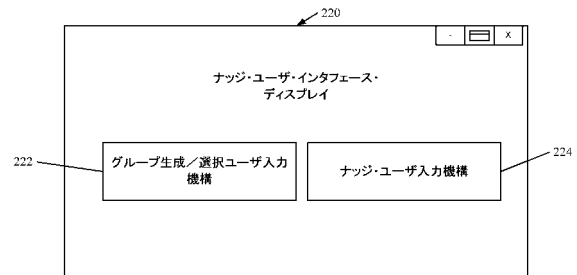 220
- X
ナッジ・ユーザ・インタフェース・
ディスプレイ
222
グループ生成／選択ユーザ入力
機構
ナッジ・ユーザ入力機構
224